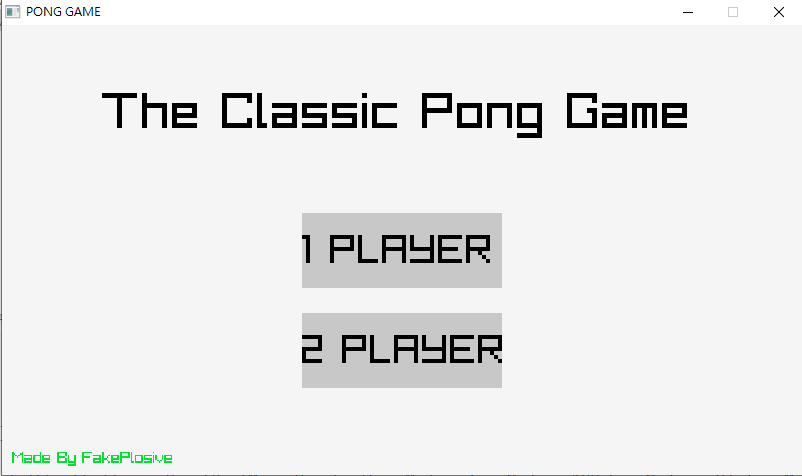 PONG GAME
The Classic Pong Game
1 PLAYER
2 PLAYER
Made By FakePlosive